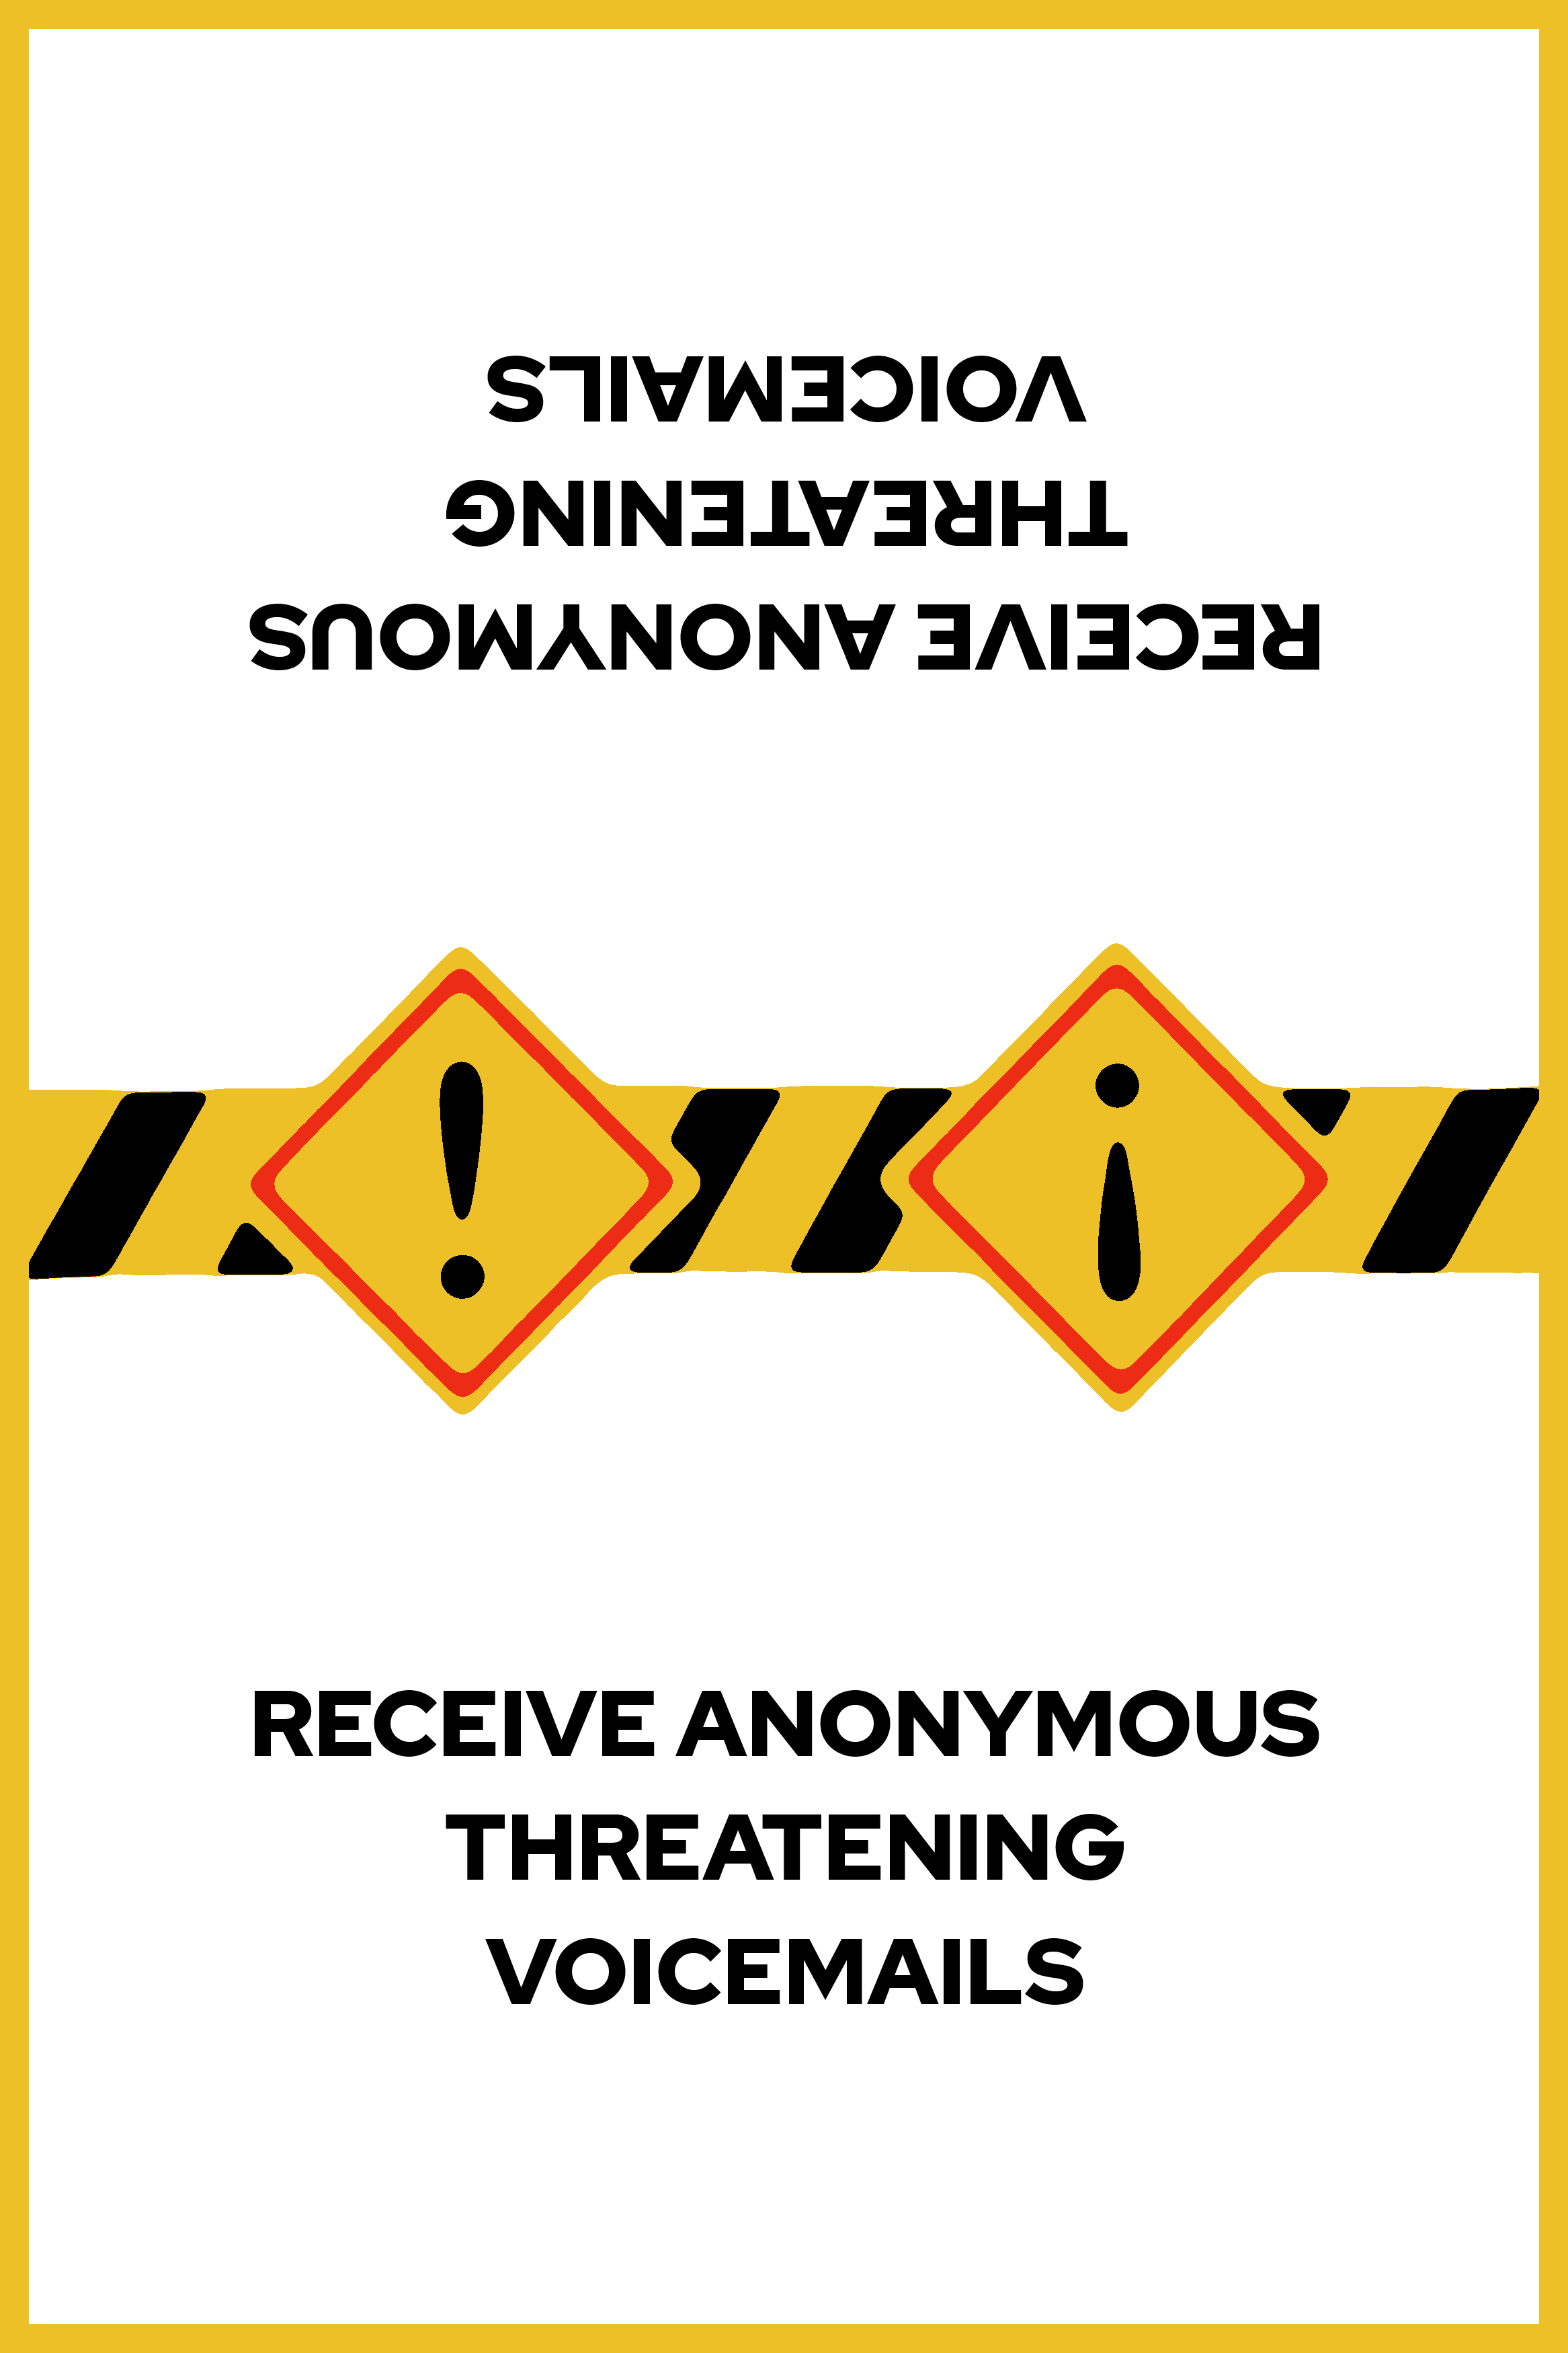 RECEIVE ANONYMOUS
THREATENING
VOICEMAILS
!
!
RECEIVE ANONYMOUS
THREATENING
VOICEMAILS